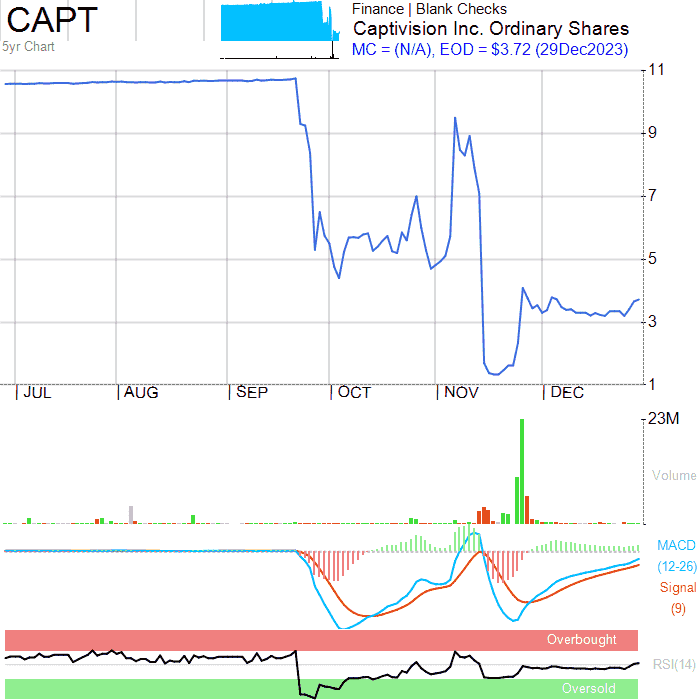 CAPT
5yr Chart
Finance | Blank Checks
Captivision Inc. Ordinary Shares
MC = (N/A), EOD = $3.72 (29Dec2023)
11
9
7
5
3
1
JUL AUG SEP OCT NOV DEC
23M
Volume
MACD
(12-26)
Signal
(9)
Overbought
RSI(14)
Oversold